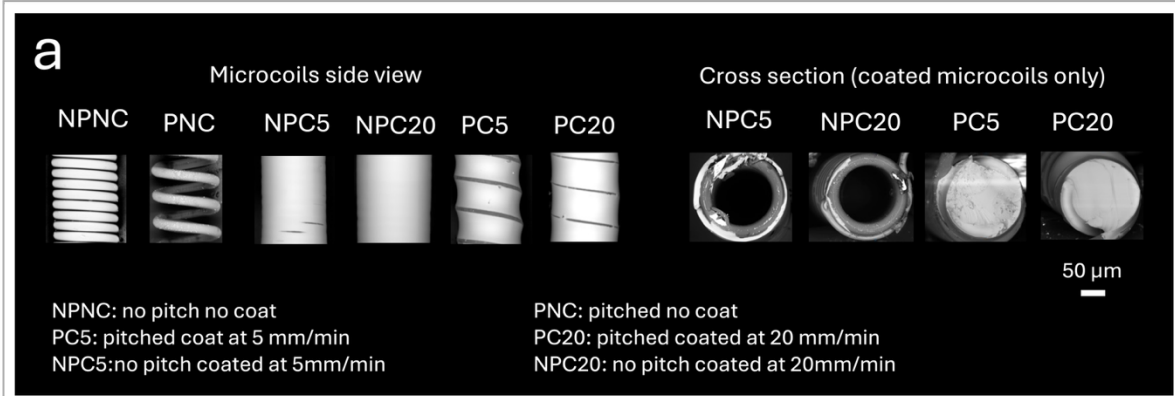 a
Microcoils side view
Cross section (coated microcoils only)
NPNC PNC NPC5 NPC20 PC5 PC20
NPC5 NPC20 PC5 PC20
50 µm
NPNC: no pitch no coat
PC5: pitched coat at 5 mm/min
NPC5:no pitch coated at 5mm/min
PNC: pitched no coat
PC20: pitched coated at 20 mm/min
NPC20: no pitch coated at 20mm/min